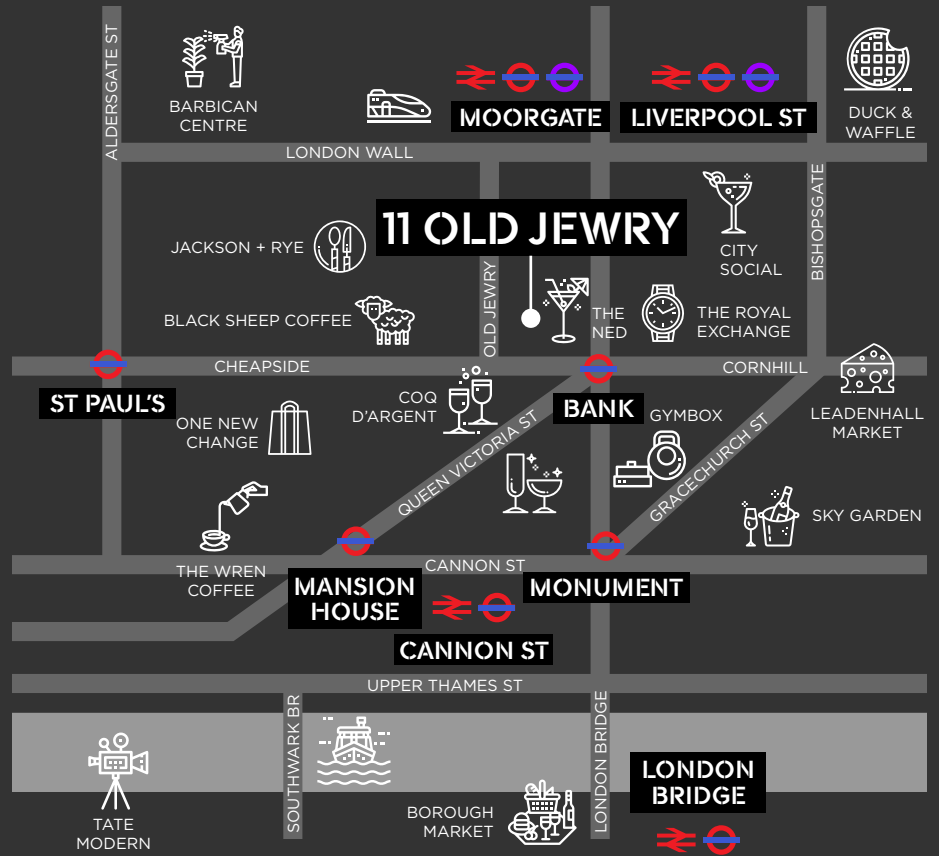 ALDERSGATE ST
BARBICAN
CENTRE
MOORGATE
LIVERPOOL ST
DUCK &
WAFFLE
LONDON WALL
11 OLD JEWRY
JACKSON + RYE
OLD JEWRY
CITY
SOCIAL
BISHOPSGATE
BLACK SHEEP COFFEE
THE
NED
THE ROYAL
EXCHANGE
CHEAPSIDE
CORNHILL
ST PAUL'S
COQ
D'ARGENT
BANK
GYMBOX
LEADENHALL
MARKET
ONE NEW
CHANGE
QUEEN VICTORIA ST
GRACECHURCH ST
SKY GARDEN
THE WREN
COFFEE
CANNON ST
MANSION
HOUSE
MONUMENT
CANNON ST
UPPER THAMES ST
SOUTHWARK BR
LONDON BRIDGE
LONDON
BRIDGE
TATE
MODERN
BOROUGH
MARKET